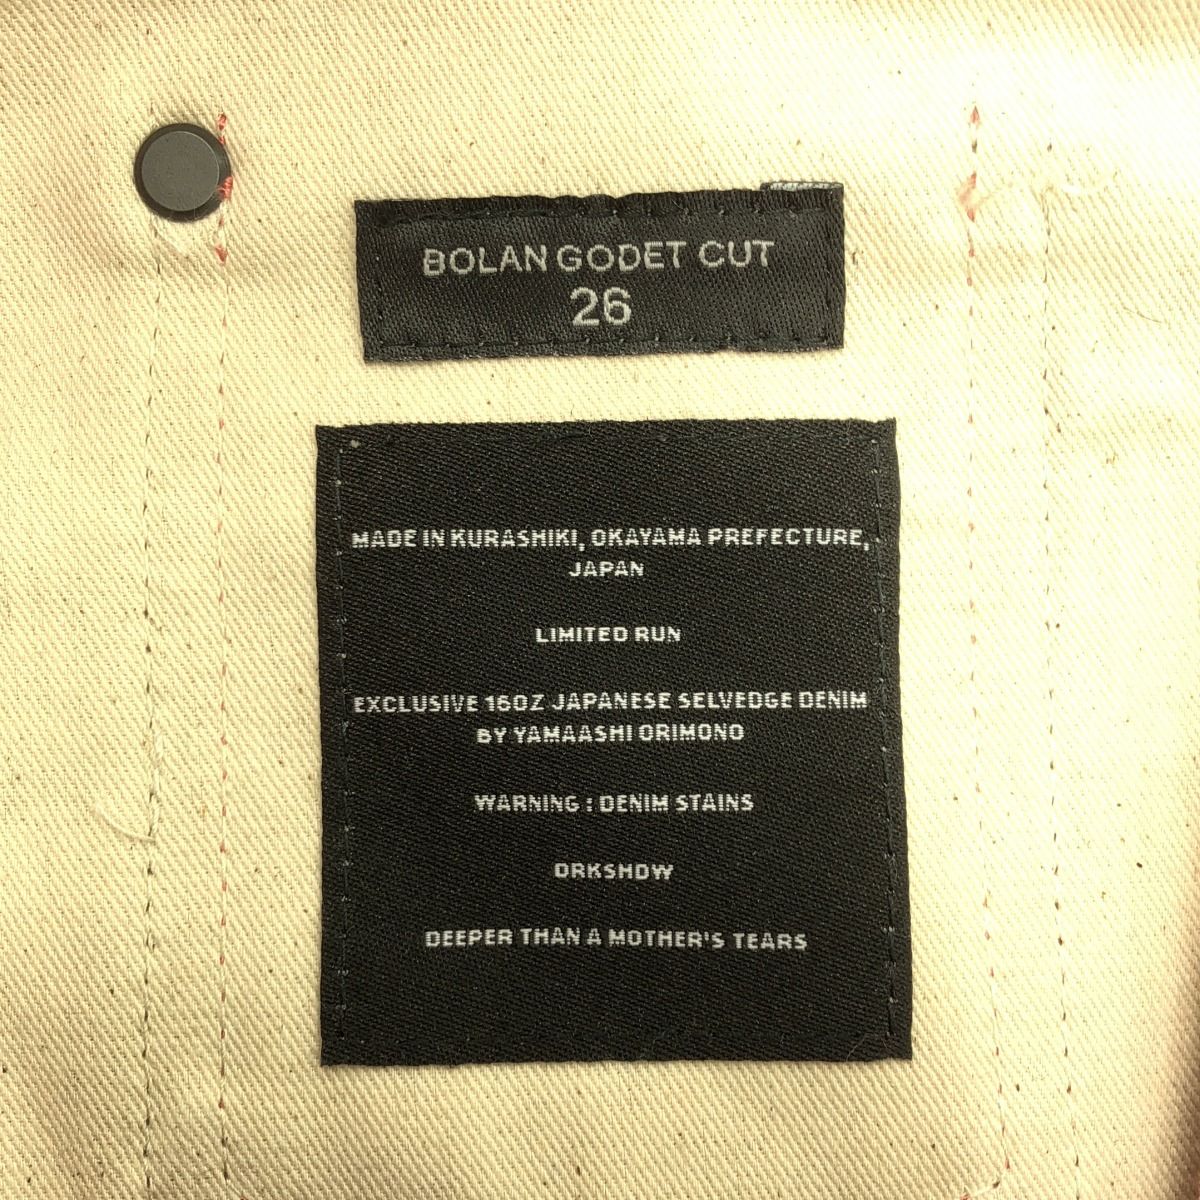 BOLAN GODET CUT
26
MADE IN KURASHIKI, OKAYAMA PREFECTURE,
JAPAN
LIMITED RUN
EXCLUSIVE 16OZ JAPANESE SELVEDGE DENIM
BY YAMAASHI ORIMONO
WARNING : DENIM STAINS
DRKSHDW
DEEPER THAN A MOTHER'S TEARS